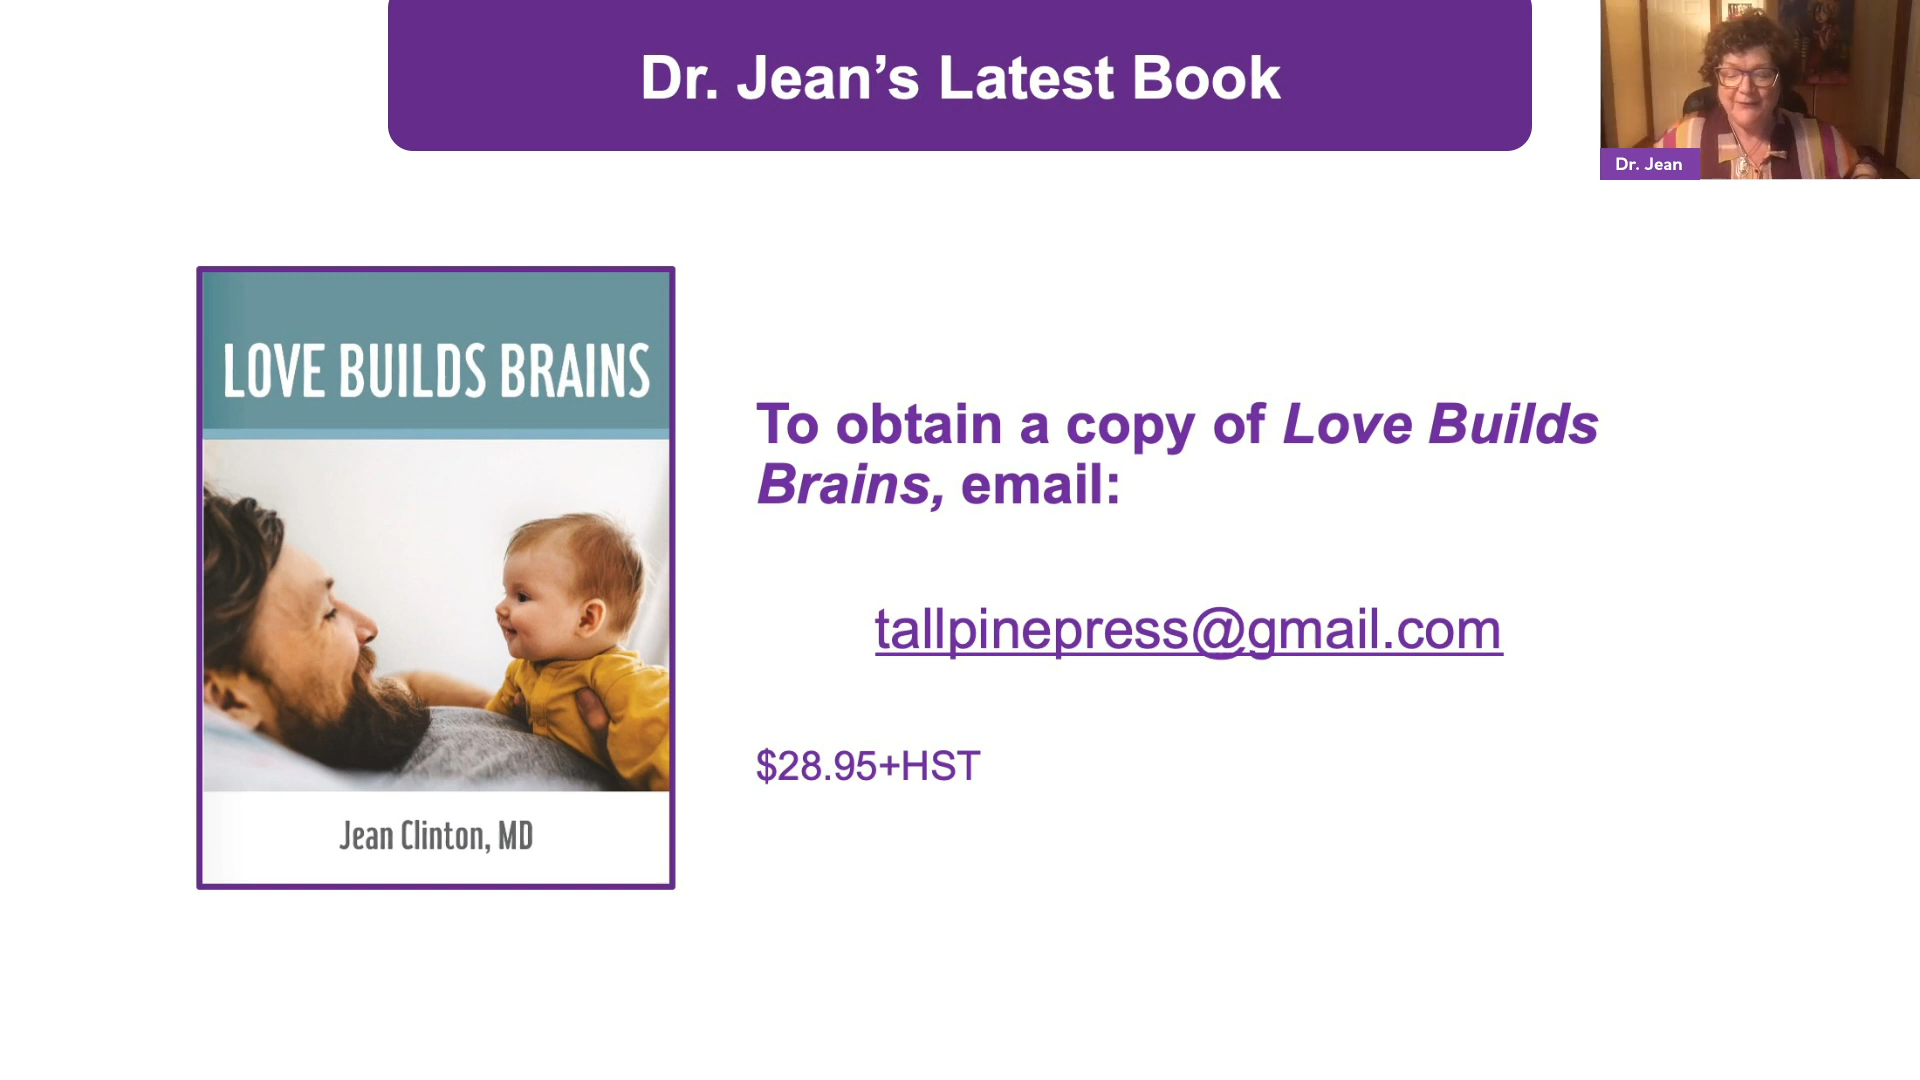 Dr. Jean’s Latest Book
Dr. Jean
LOVE BUILDS BRAINS
Jean Clinton, MD
To obtain a copy of Love Builds
Brains, email:
tallpinepress@gmail.com
$28.95+HST